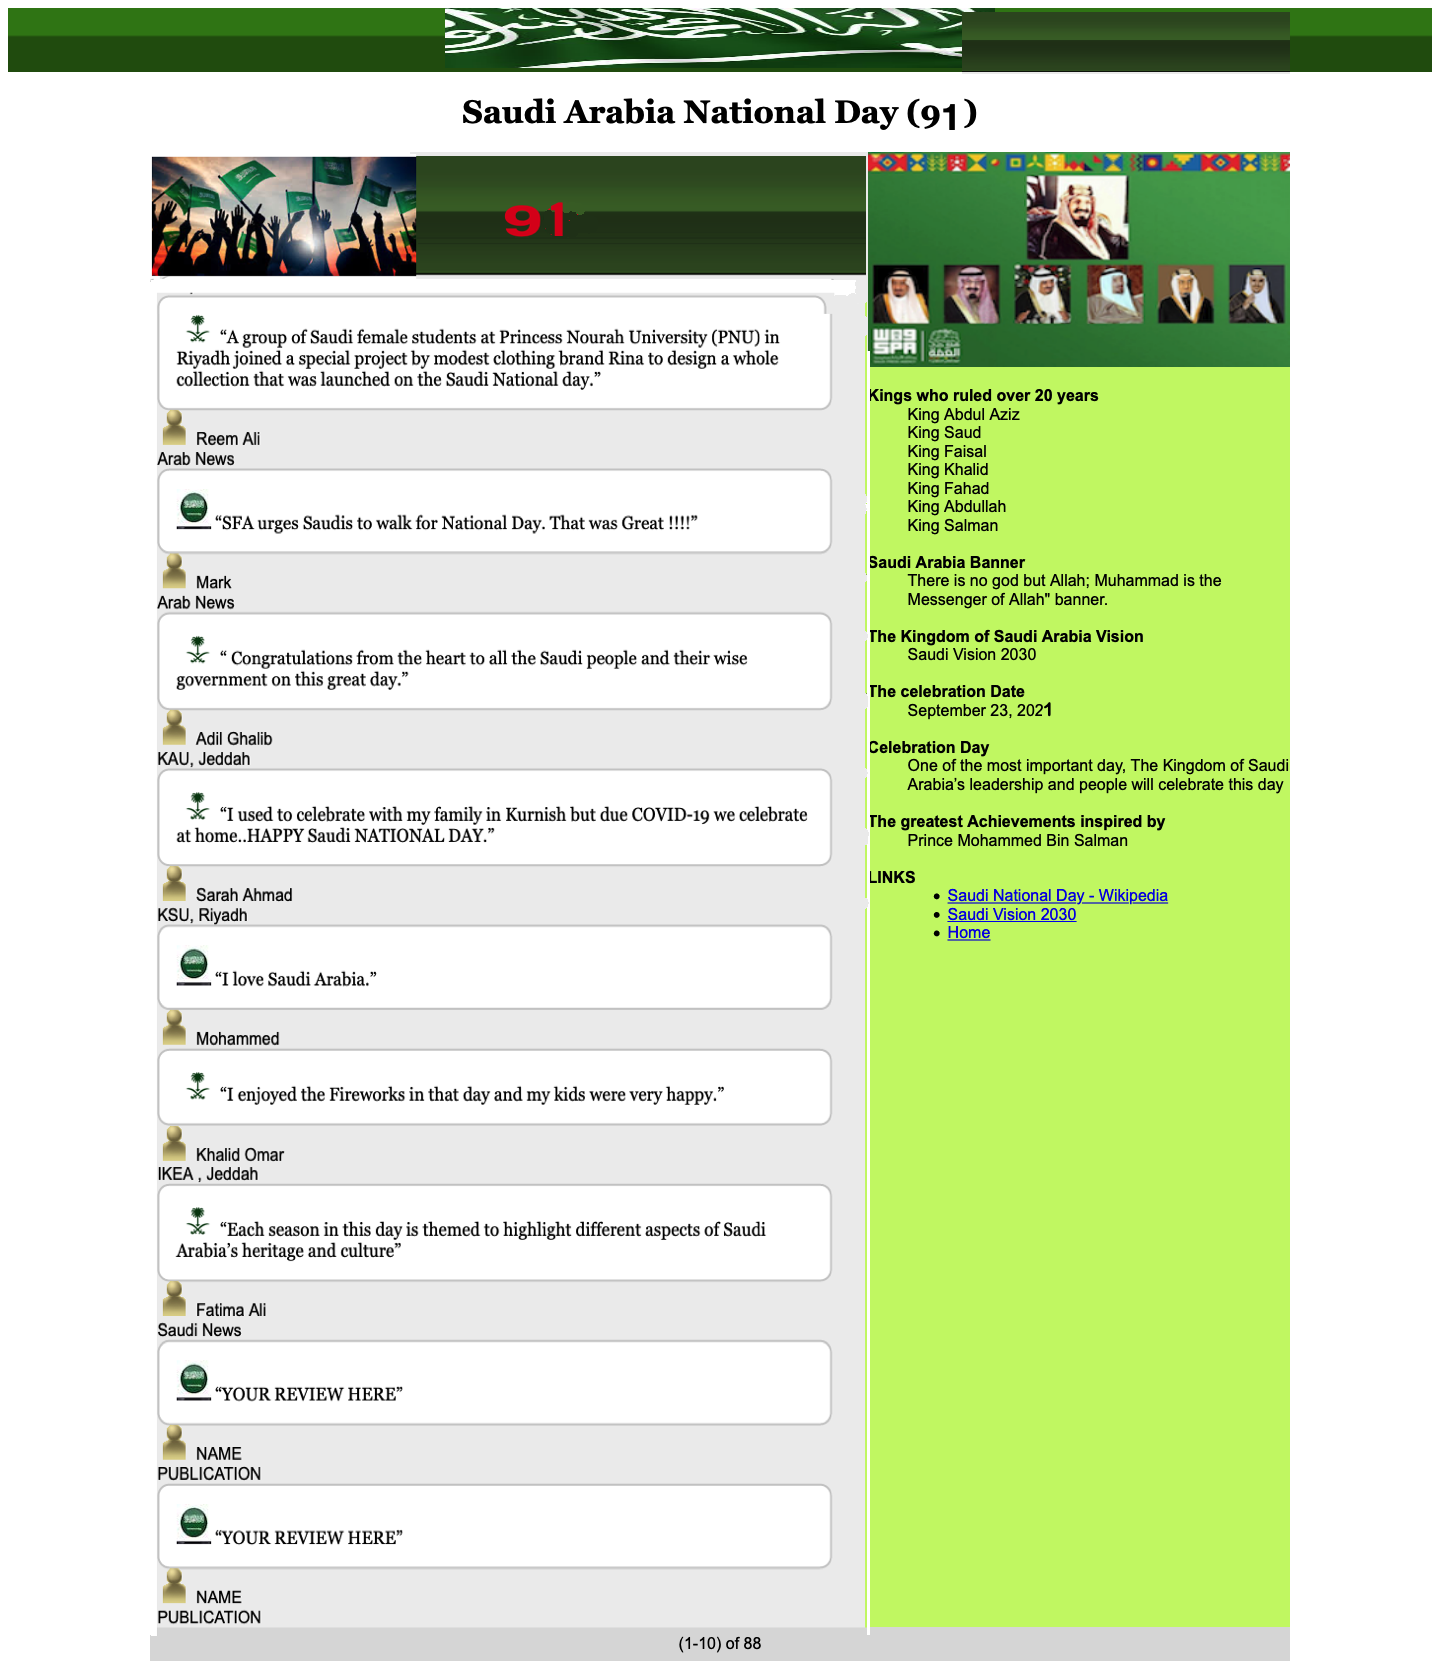 Saudi Arabia National Day (91)
91
W@9
SPA
“A group of Saudi female students at Princess Nourah University (PNU) in
Riyadh joined a special project by modest clothing brand Rina to design a whole
collection that was launched on the Saudi National day.”
Reem Ali
Arab News
“SFA urges Saudis to walk for National Day. That was Great !!!!”
Mark
Arab News
“ Congratulations from the heart to all the Saudi people and their wise
government on this great day.”
Adil Ghalib
KAU, Jeddah
“I used to celebrate with my family in Kurnish but due COVID-19 we celebrate
at home..HAPPY Saudi NATIONAL DAY.”
Sarah Ahmad
KSU, Riyadh
“I love Saudi Arabia.”
Mohammed
“I enjoyed the Fireworks in that day and my kids were very happy.”
Khalid Omar
IKEA , Jeddah
“Each season in this day is themed to highlight different aspects of Saudi
Arabia’s heritage and culture”
Fatima Ali
Saudi News
“YOUR REVIEW HERE”
NAME
PUBLICATION
“YOUR REVIEW HERE”
NAME
PUBLICATION
Kings who ruled over 20 years
King Abdul Aziz
King Saud
King Faisal
King Khalid
King Fahad
King Abdullah
King Salman
Saudi Arabia Banner
There is no god but Allah; Muhammad is the
Messenger of Allah" banner.
The Kingdom of Saudi Arabia Vision
Saudi Vision 2030
The celebration Date
September 23, 2021
Celebration Day
One of the most important day, The Kingdom of Saudi
Arabia’s leadership and people will celebrate this day
The greatest Achievements inspired by
Prince Mohammed Bin Salman
LINKS
• Saudi National Day - Wikipedia
• Saudi Vision 2030
• Home
(1-10) of 88